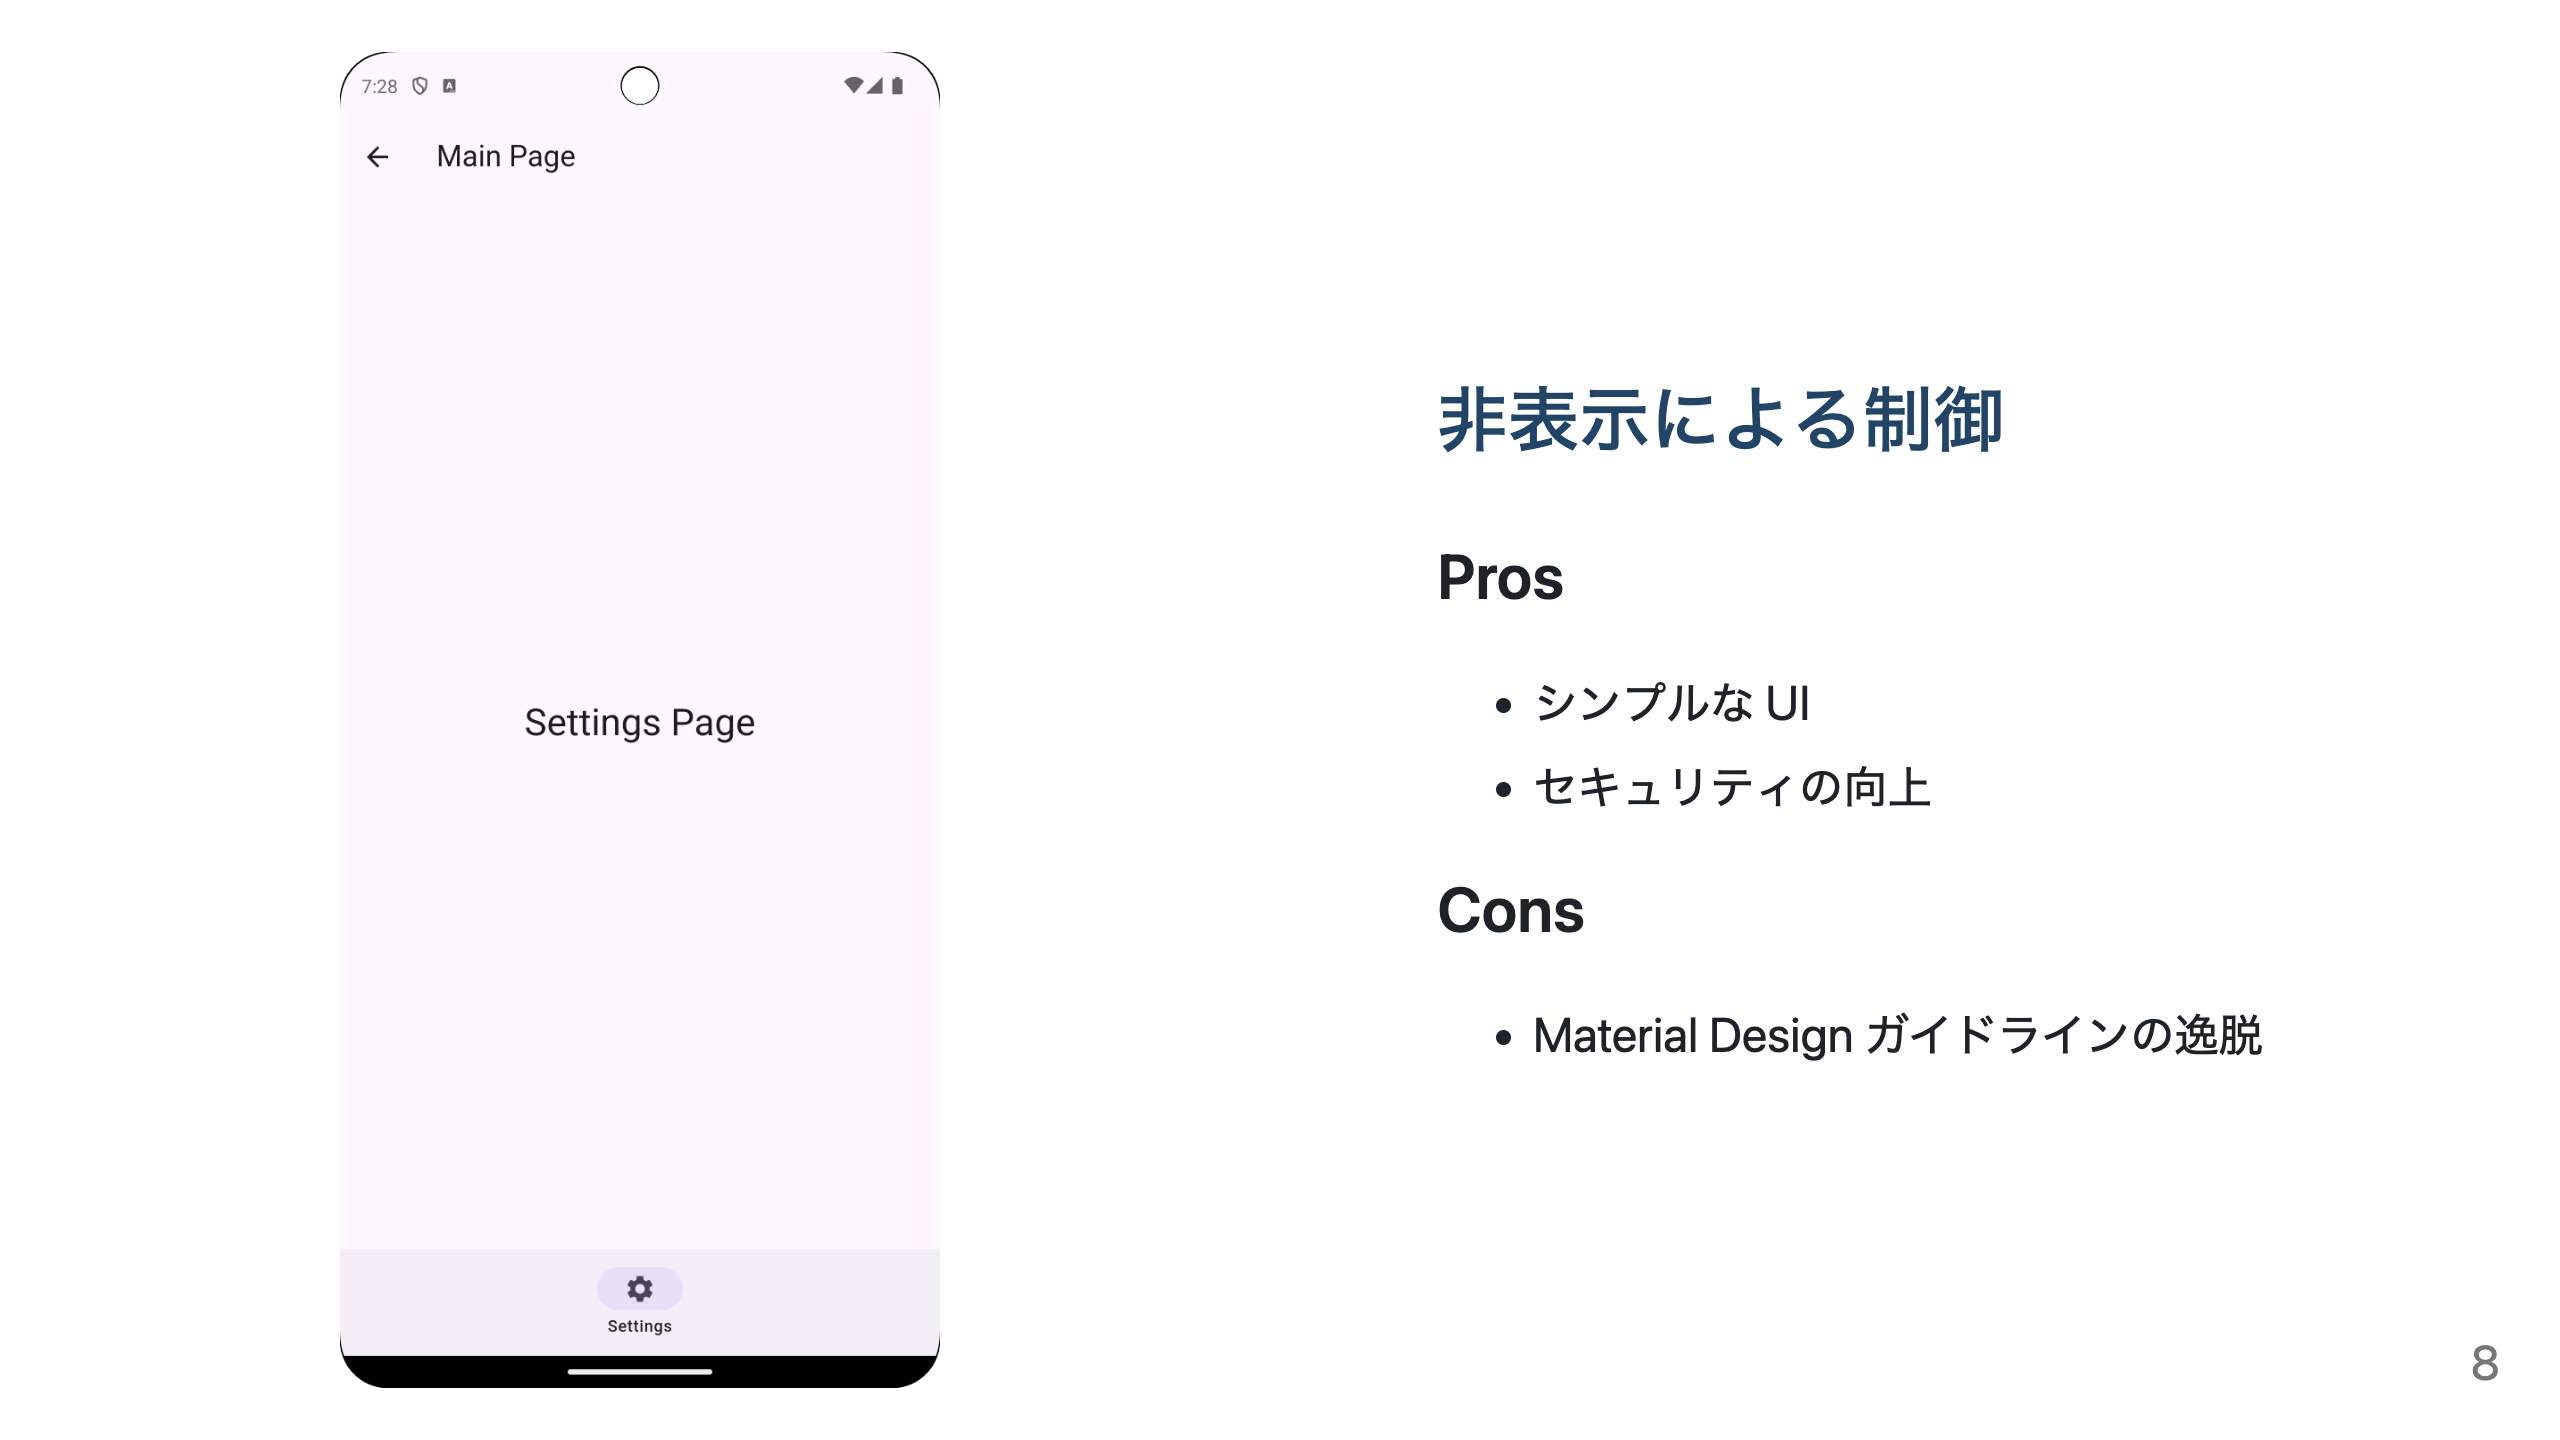 7:28
Main Page
Settings Page
Settings
非表示による制御
Pros
• シンプルな UI
• セキュリティの向上
Cons
• Material Design ガイドラインの逸脱
8